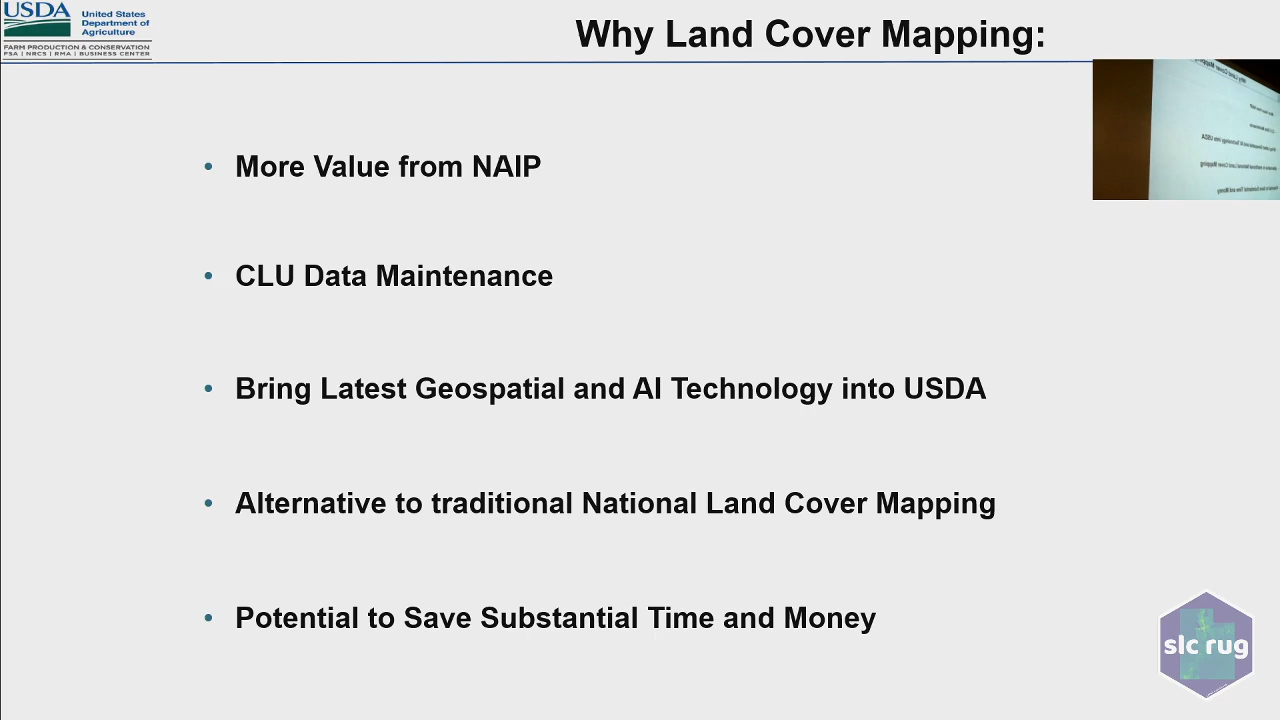 USDA
United States
Department of
Agriculture
FARM PRODUCTION & CONSERVATION
FSA | NRCS | RMA | BUSINESS CENTER
Why Land Cover Mapping:
• More Value from NAIP
• CLU Data Maintenance
• Bring Latest Geospatial and AI Technology into USDA
• Alternative to traditional National Land Cover Mapping
• Potential to Save Substantial Time and Money
slc rug